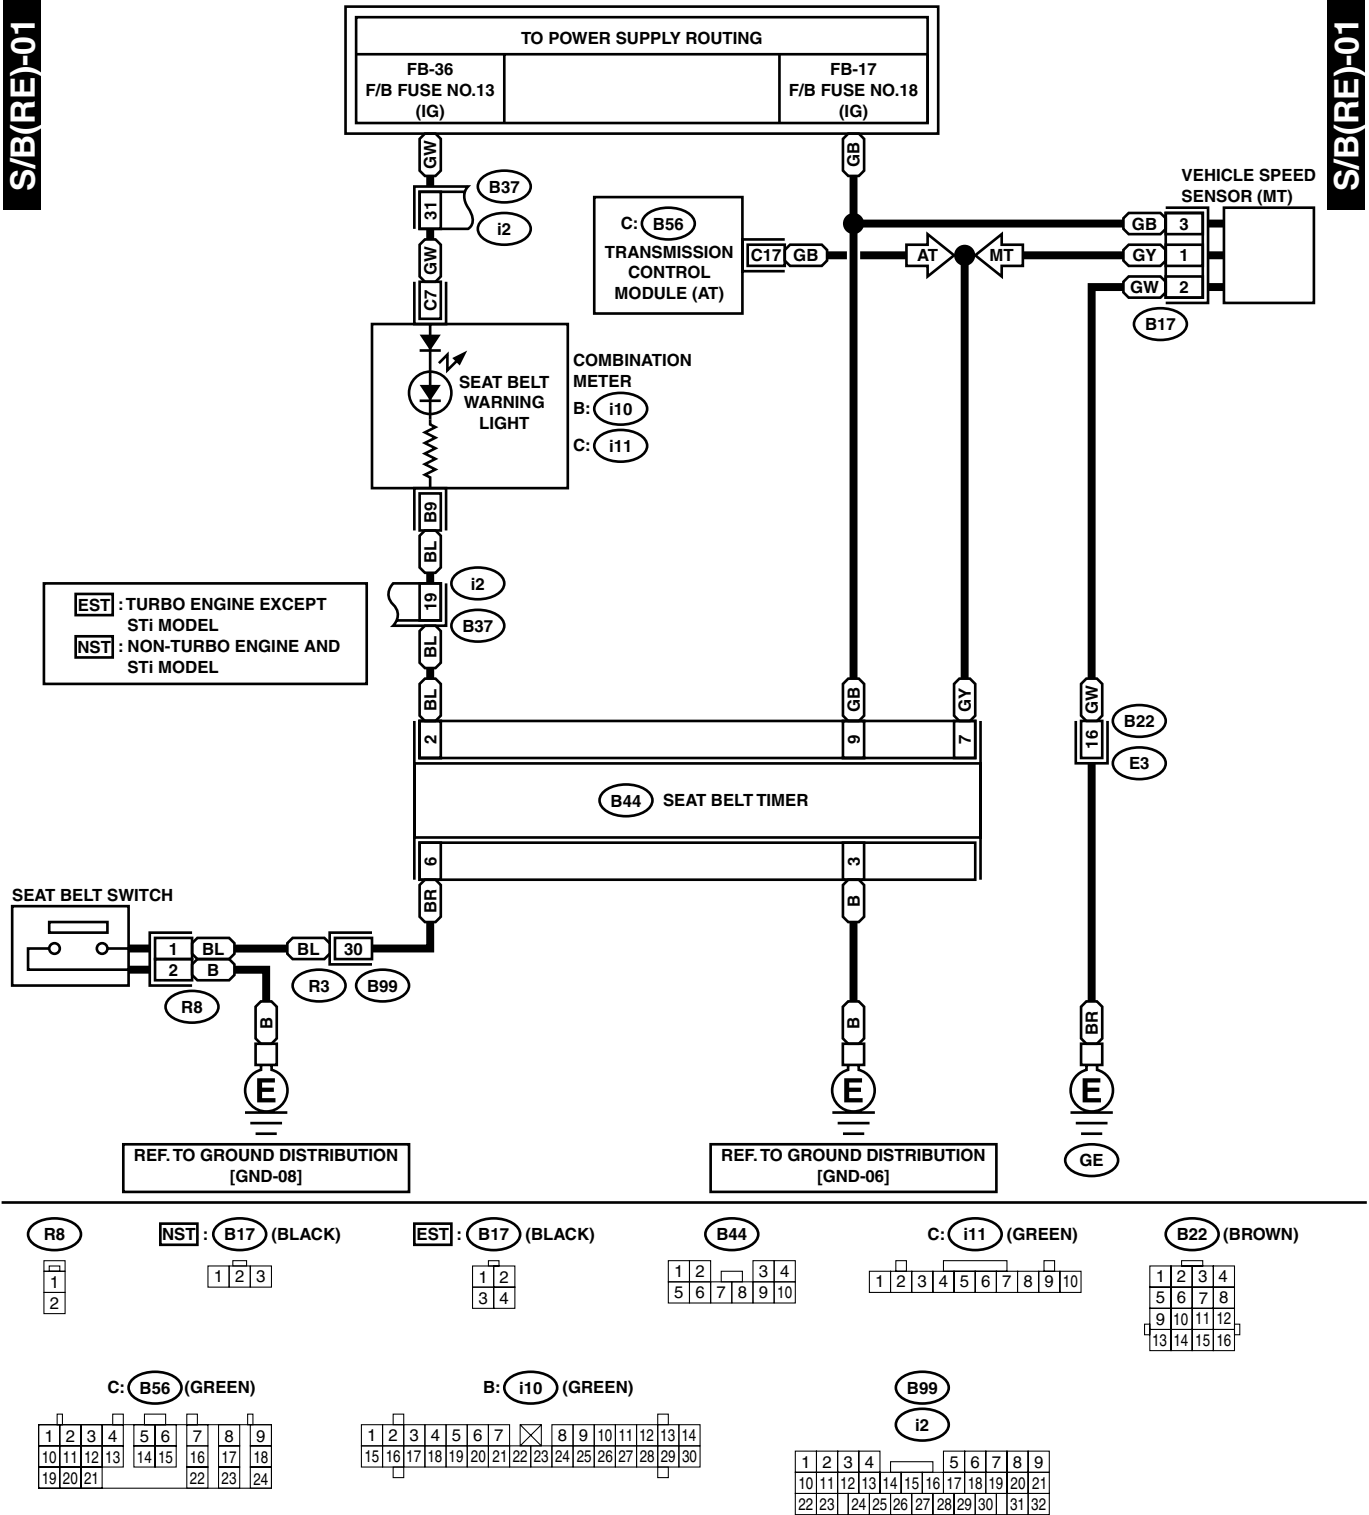 S/B(RE)-01
S/B(RE)-01
TO POWER SUPPLY ROUTING
FB-36
F/B FUSE NO.13
(IG)
FB-17
F/B FUSE NO.18
(IG)
GW
GB
31
B37
i2
GW
C7
C: B56
TRANSMISSION
CONTROL
MODULE (AT)
C17 GB
AT
MT
VEHICLE SPEED
SENSOR (MT)
GB 3
GY 1
GW 2
B17
SEAT BELT
WARNING
LIGHT
COMBINATION
METER
B: i10
C: i11
B9
BL
19
i2
B37
BL
EST : TURBO ENGINE EXCEPT
STi MODEL
NST : NON-TURBO ENGINE AND
STi MODEL
BL
GB
GY
GW
2
9
7
16
B22
E3
B44 SEAT BELT TIMER
6
3
BR
B
SEAT BELT SWITCH
1 BL
BL 30
2 B
R8
R3
B99
B
B
BR
E
E
E
REF. TO GROUND DISTRIBUTION
[GND-08]
REF. TO GROUND DISTRIBUTION
[GND-06]
GE
R8
1
2
NST : B17 (BLACK)
1 2 3
EST : B17 (BLACK)
1 2
3 4
B44
1 2 3 4
5 6 7 8 9 10
C: i11 (GREEN)
1 2 3 4 5 6 7 8 9 10
B22 (BROWN)
1 2 3 4
5 6 7 8
9 10 11 12
13 14 15 16
C: B56 (GREEN)
1 2 3 4 5 6 7 8 9
10 11 12 13 14 15 16 17 18
19 20 21 22 23 24
B: i10 (GREEN)
1 2 3 4 5 6 7 8 9 10 11 12 13 14
15 16 17 18 19 20 21 22 23 24 25 26 27 28 29 30
B99
i2
1 2 3 4 5 6 7 8 9
10 11 12 13 14 15 16 17 18 19 20 21
22 23 24 25 26 27 28 29 30 31 32